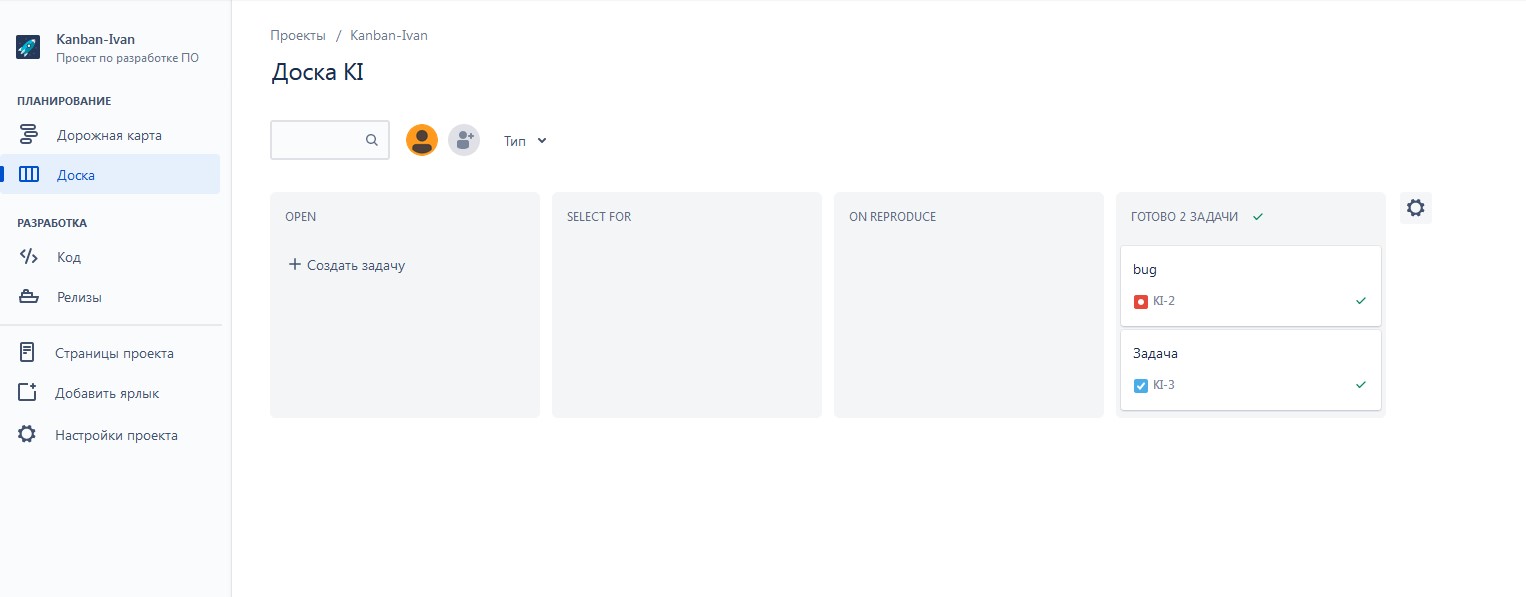 Kanban-Ivan
Проект по разработке ПО
ПЛАНИРОВАНИЕ
Дорожная карта
Доска
РАЗРАБОТКА
Код
Релизы
Страницы проекта
Добавить ярлык
Настройки проекта
Проекты / Kanban-Ivan
Доска KI
Тип
OPEN
Создать задачу
SELECT FOR
ON REPRODUCE
ГОТОВО 2 ЗАДАЧИ
bug
KI-2
Задача
KI-3